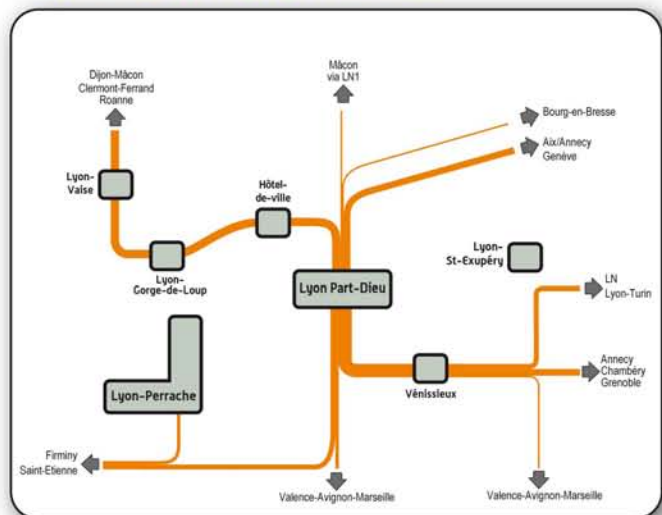 Dijon-Mâcon
Clermont-Ferrand
Roanne
Mâcon
via LN1
Bourg-en-Bresse
Aix/Annecy
Genève
Lyon-
Vaise
Hôtel-
de-ville
Lyon-
Gorge-de-Loup
Lyon-
St-Exupéry
Lyon Part-Dieu
LN
Lyon-Turin
Annecy
Chambéry
Grenoble
Vénissieux
Lyon-Perrache
Firminy
Saint-Etienne
Valence-Avignon-Marseille
Valence-Avignon-Marseille